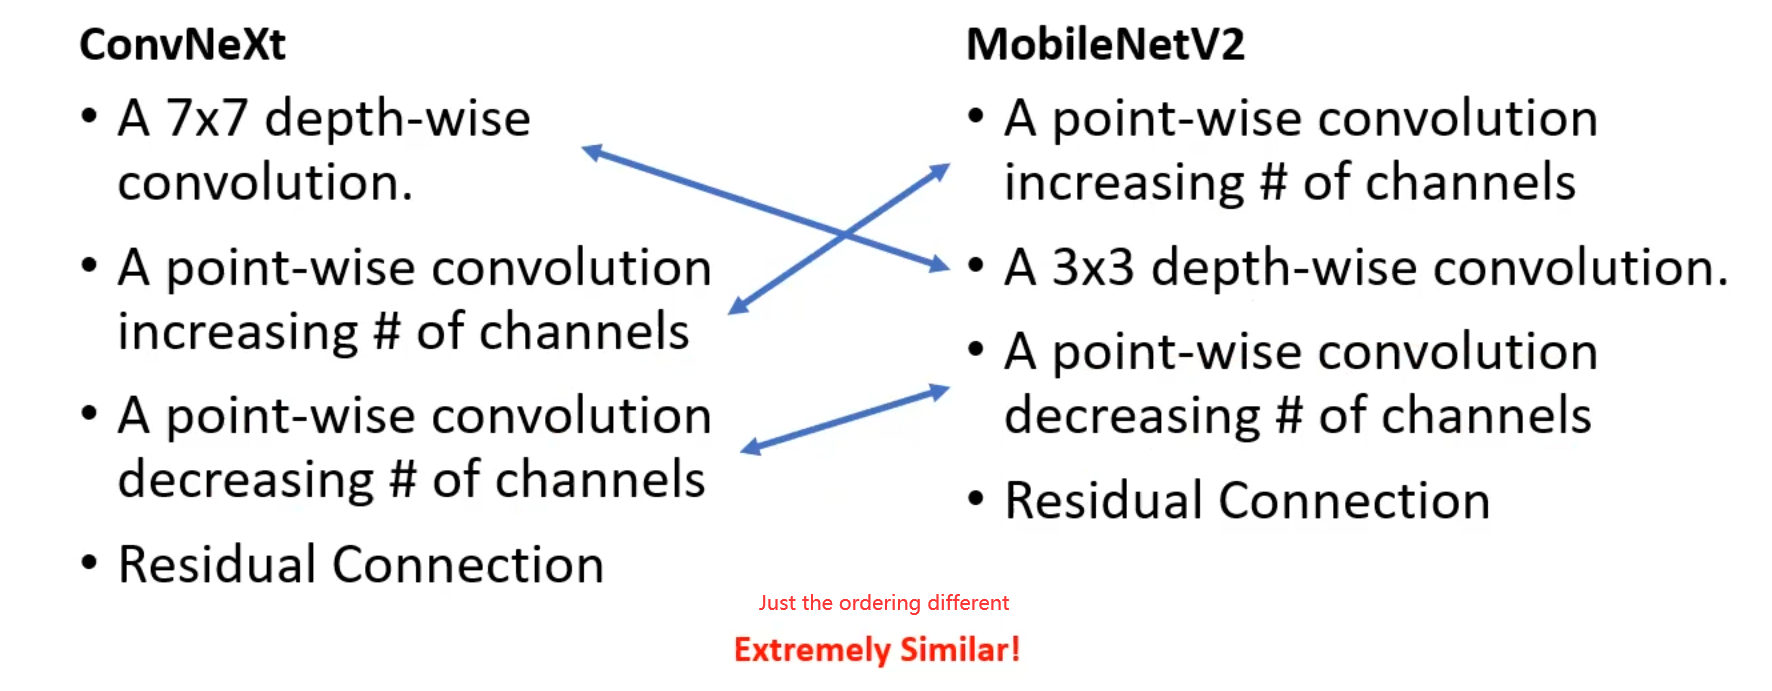 ConvNeXt
• A 7x7 depth-wise
convolution.
• A point-wise convolution
increasing # of channels
• A point-wise convolution
decreasing # of channels
• Residual Connection
MobileNetV2
• A point-wise convolution
increasing # of channels
• A 3x3 depth-wise convolution.
• A point-wise convolution
decreasing # of channels
• Residual Connection
Just the ordering different
Extremely Similar!